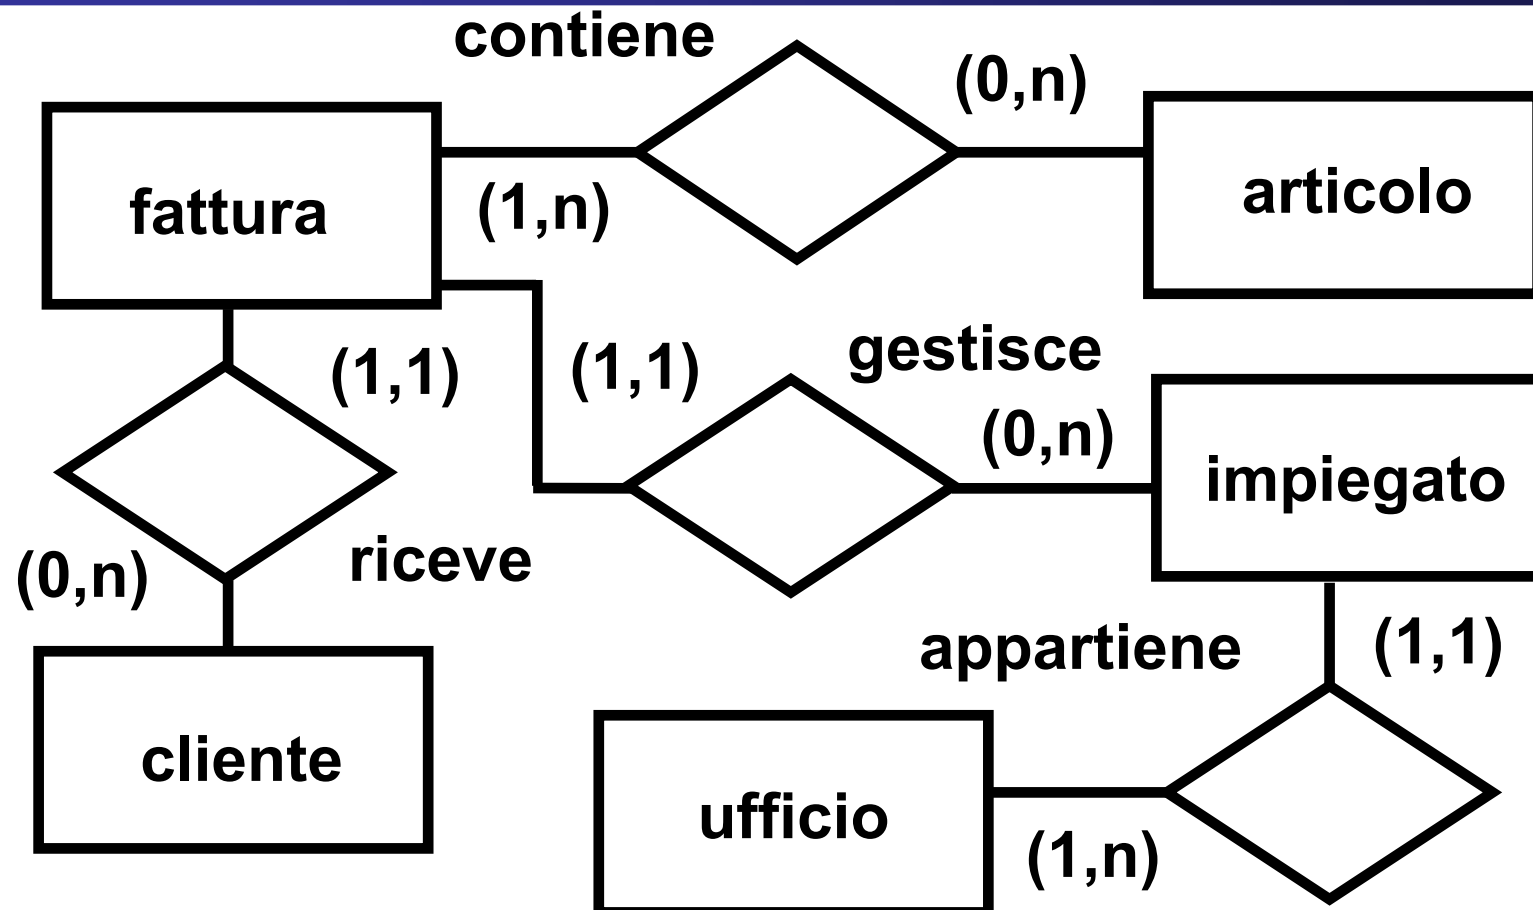 contiene
(0,n)
fattura
(1,n)
articolo
(1,1)
(1,1)
gestisce
(0,n)
impiegato
riceve
(0,n)
appartiene
(1,1)
cliente
ufficio
(1,n)